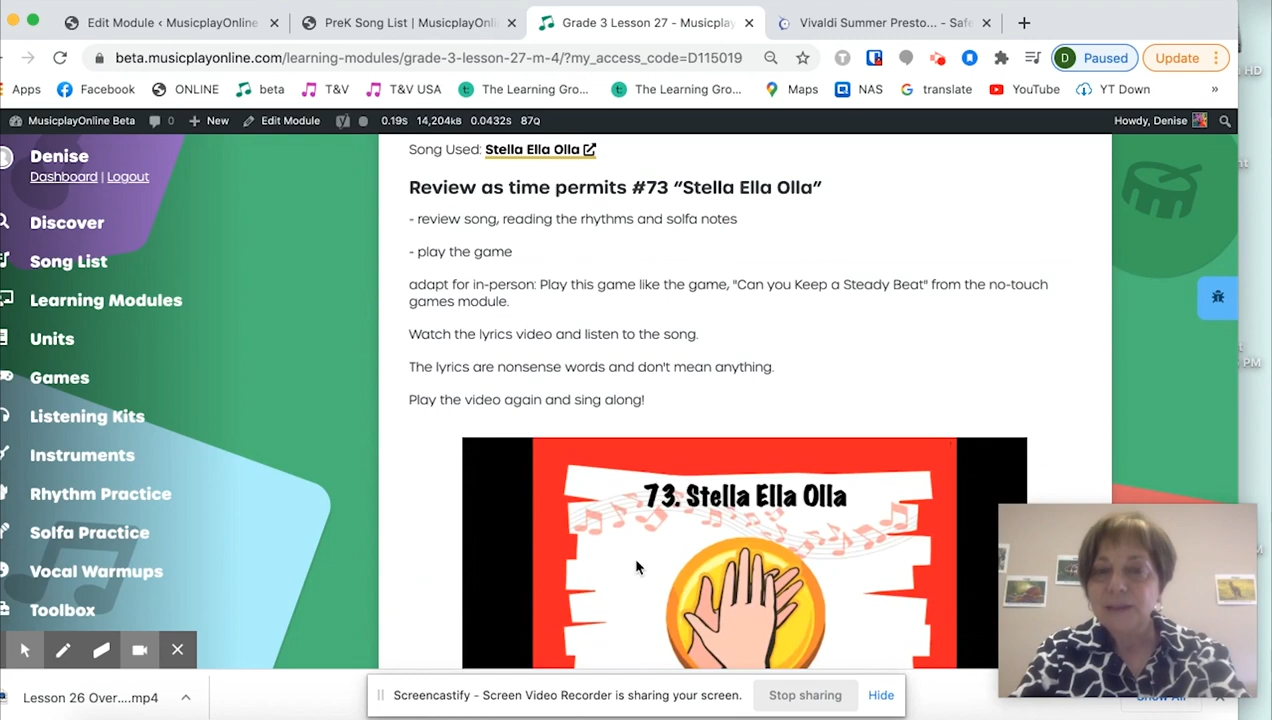 Edit Module ‹ MusicplayOnline
PreK Song List | MusicplayOnli
Grade 3 Lesson 27 - Musicplay
Vivaldi Summer Presto... - Safe
beta.musicplayonline.com/learning-modules/grade-3-lesson-27-m-4/?my_access_code=D115019
D Paused
Update
Apps Facebook ONLINE beta T&V T&V USA The Learning Gro... The Learning Gro... Maps NAS translate YouTube YT Down »
MusicplayOnline Beta 0 New Edit Module 0.19s 14,204kB 0.0432s 87Q Howdy, Denise
Denise
Dashboard | Logout
Discover
Song List
Learning Modules
Units
Games
Listening Kits
Instruments
Rhythm Practice
Solfa Practice
Vocal Warmups
Toolbox
Song Used: Stella Ella Olla
Review as time permits #73 “Stella Ella Olla”
- review song, reading the rhythms and solfa notes
- play the game
adapt for in-person: Play this game like the game, "Can you Keep a Steady Beat" from the no-touch
games module.
Watch the lyrics video and listen to the song.
The lyrics are nonsense words and don't mean anything.
Play the video again and sing along!
73. Stella Ella Olla
Lesson 26 Over....mp4
Screencastify - Screen Video Recorder is sharing your screen.
Stop sharing
Hide
HD
PM